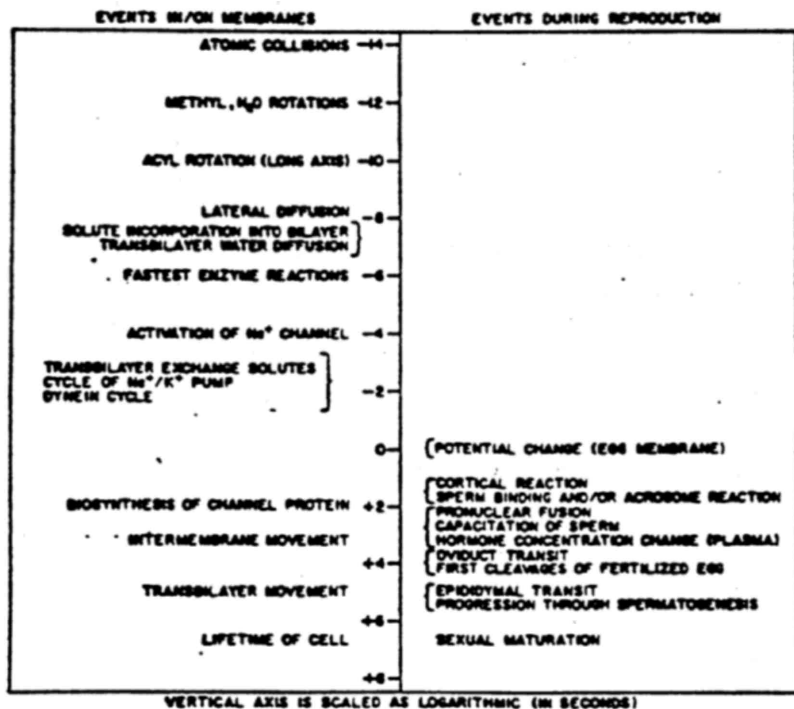 EVENTS IN/ON MEMBRANES
EVENTS DURING REPRODUCTION
ATOMIC COLLISIONS -14
METHYL, H₂O ROTATIONS -12
ACYL ROTATION (LONG AXIS) -10
LATERAL DIFFUSION
-8
SOLUTE INCORPORATION INTO BILAYER
TRANSBILAYER WATER DIFFUSION
FASTEST ENZYME REACTIONS -6
ACTIVATION OF Na⁺ CHANNEL -4
TRANSBILAYER EXCHANGE SOLUTES
CYCLE OF Na⁺/K⁺ PUMP
DYNEIN CYCLE
-2
0
POTENTIAL CHANGE (EGG MEMBRANE)
CORTICAL REACTION
SPERM BINDING AND/OR ACROSOME REACTION
BIOSYNTHESIS OF CHANNEL PROTEIN +2
PRONUCLEAR FUSION
CAPACITATION OF SPERM
INTERMEMBRANE MOVEMENT
HORMONE CONCENTRATION CHANGE (PLASMA)
+4
OVIDUCT TRANSIT
FIRST CLEAVAGES OF FERTILIZED EGG
TRANSBILAYER MOVEMENT
EPIDIDYMAL TRANSIT
PROGRESSION THROUGH SPERMATOGENESIS
+6
LIFETIME OF CELL
SEXUAL MATURATION
+8
VERTICAL AXIS IS SCALED AS LOGARITHMIC (IN SECONDS)